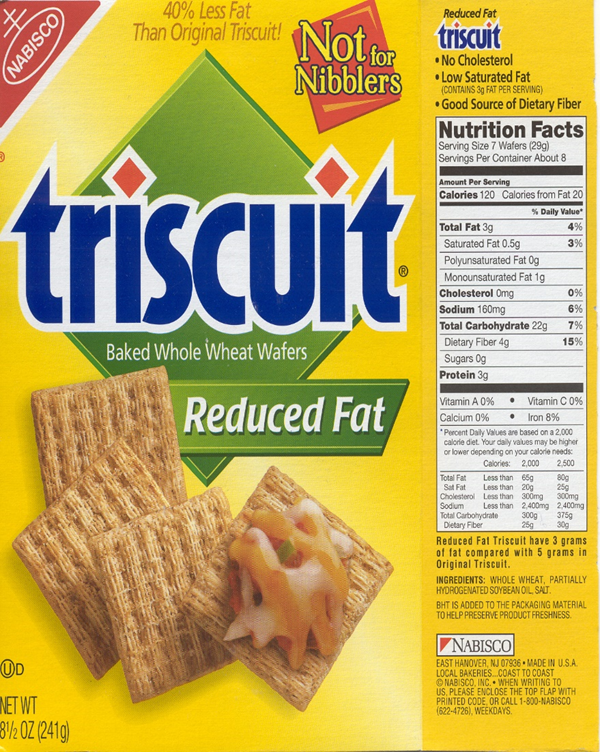 NABISCO
40% Less Fat
Than Original Triscuit!
Not for
Nibblers
triscuit®
Baked Whole Wheat Wafers
Reduced Fat
ⓊD
NET WT
8½ OZ (241g)
Reduced Fat
triscuit
• No Cholesterol
• Low Saturated Fat
(CONTAINS 3g FAT PER SERVING)
• Good Source of Dietary Fiber
Nutrition Facts
Serving Size 7 Wafers (29g)
Servings Per Container About 8
Amount Per Serving
Calories 120 Calories from Fat 20
% Daily Value*
Total Fat 3g 4%
Saturated Fat 0.5g 3%
Polyunsaturated Fat 0g
Monounsaturated Fat 1g
Cholesterol 0mg 0%
Sodium 160mg 6%
Total Carbohydrate 22g 7%
Dietary Fiber 4g 15%
Sugars 0g
Protein 3g
Vitamin A 0% • Vitamin C 0%
Calcium 0% • Iron 8%
* Percent Daily Values are based on a 2,000
calorie diet. Your daily values may be higher
or lower depending on your calorie needs:
Calories: 2,000 2,500
Total Fat Less than 65g 80g
Sat Fat Less than 20g 25g
Cholesterol Less than 300mg 300mg
Sodium Less than 2,400mg 2,400mg
Total Carbohydrate 300g 375g
Dietary Fiber 25g 30g
Reduced Fat Triscuit have 3 grams
of fat compared with 5 grams in
Original Triscuit.
INGREDIENTS: WHOLE WHEAT, PARTIALLY
HYDROGENATED SOYBEAN OIL, SALT.
BHT IS ADDED TO THE PACKAGING MATERIAL
TO HELP PRESERVE PRODUCT FRESHNESS.
NABISCO
EAST HANOVER, NJ 07936 • MADE IN U.S.A.
LOCAL BAKERIES...COAST TO COAST
© NABISCO, INC. • WHEN WRITING TO
US, PLEASE ENCLOSE THE TOP FLAP WITH
PRINTED CODE, OR CALL 1-800-NABISCO
(622-4726), WEEKDAYS.